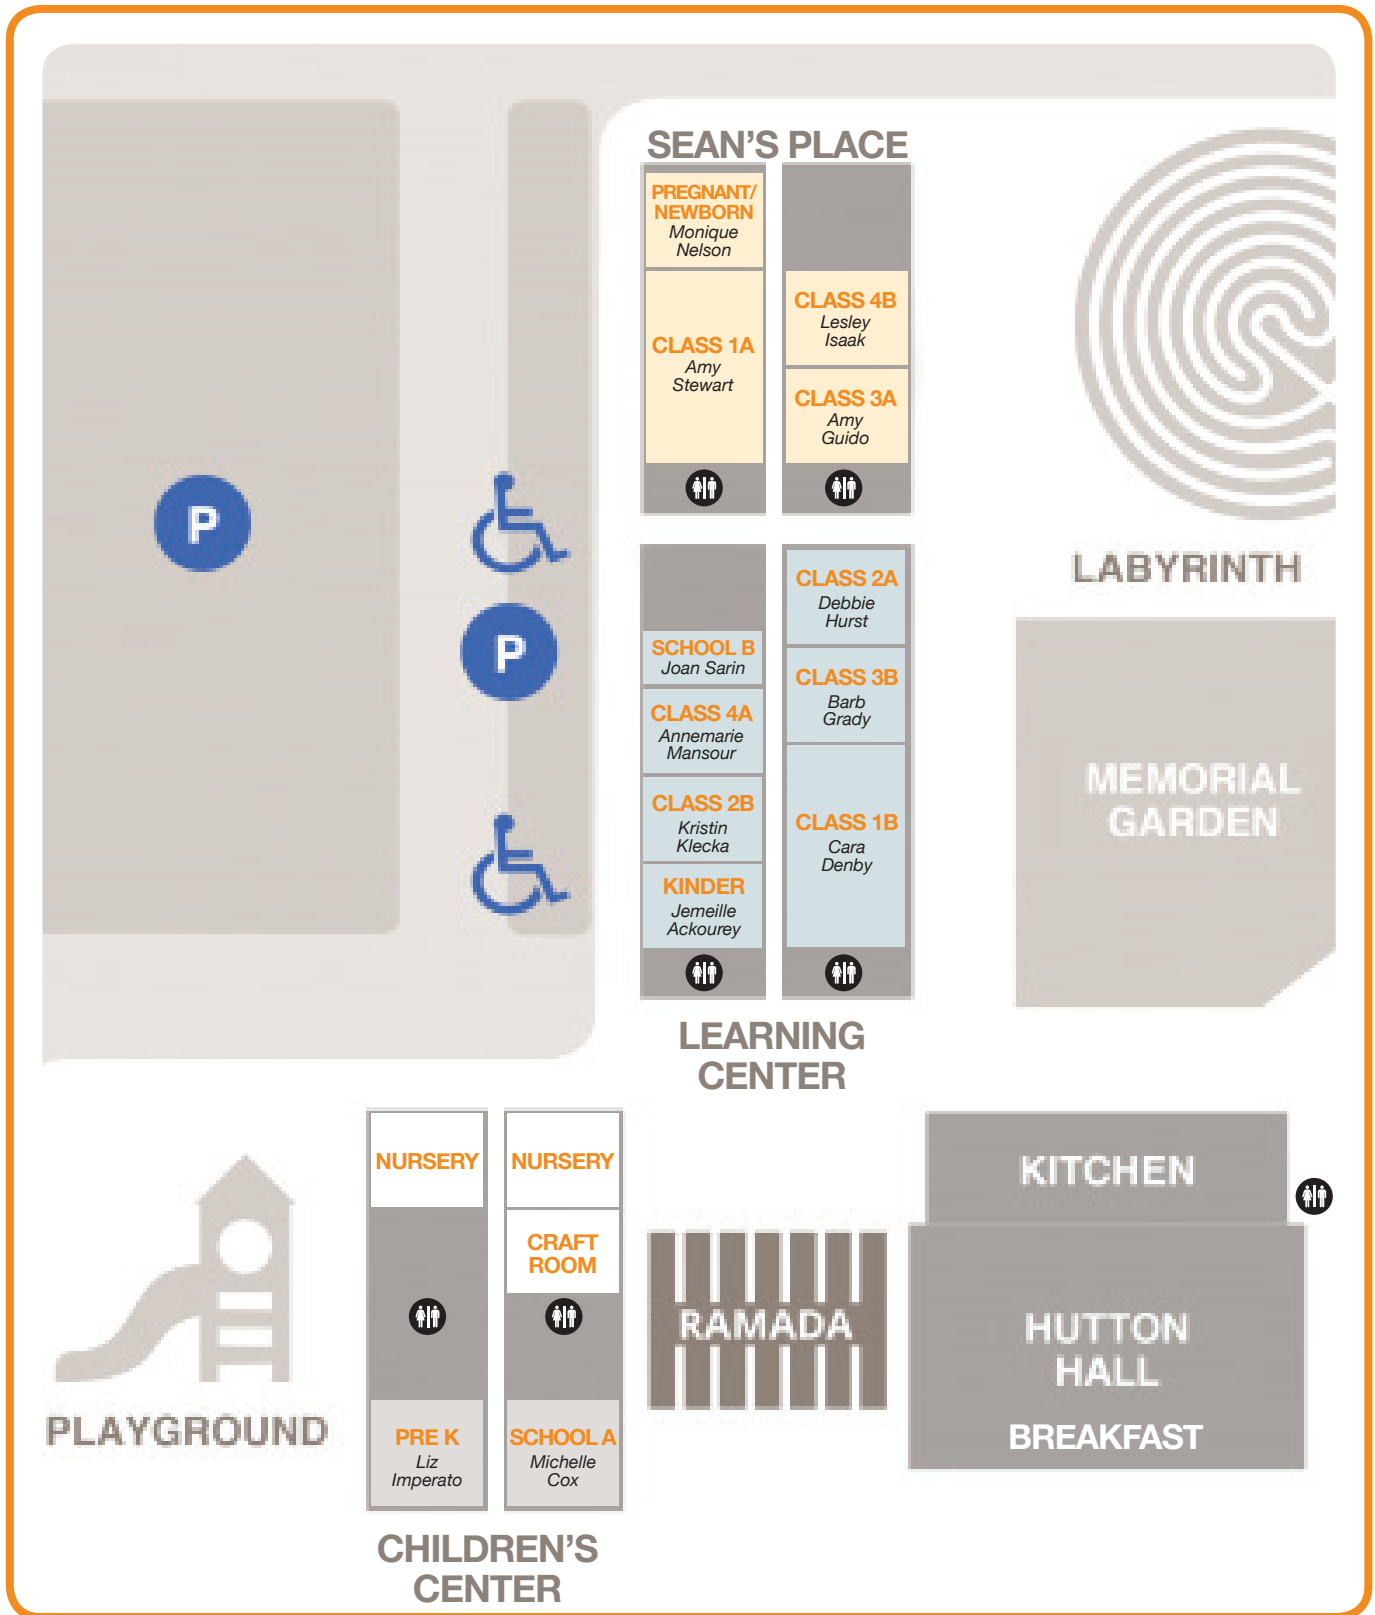 SEAN'S PLACE
PREGNANT/
NEWBORN
Monique
Nelson
CLASS 1A
Amy
Stewart
CLASS 4B
Lesley
Isaak
CLASS 3A
Amy
Guido
LABYRINTH
P
P
SCHOOL B
Joan Sarin
CLASS 4A
Annemarie
Mansour
CLASS 2B
Kristin
Klecka
KINDER
Jemeille
Ackourey
CLASS 2A
Debbie
Hurst
CLASS 3B
Barb
Grady
CLASS 1B
Cara
Denby
MEMORIAL
GARDEN
LEARNING
CENTER
NURSERY
NURSERY
CRAFT
ROOM
PRE K
Liz
Imperato
SCHOOL A
Michelle
Cox
PLAYGROUND
CHILDREN'S
CENTER
RAMADA
KITCHEN
HUTTON
HALL
BREAKFAST